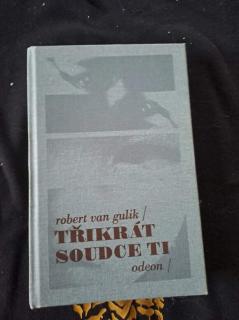 robert van gulik /
TŘIKRÁT
SOUDCE TI
odeon /